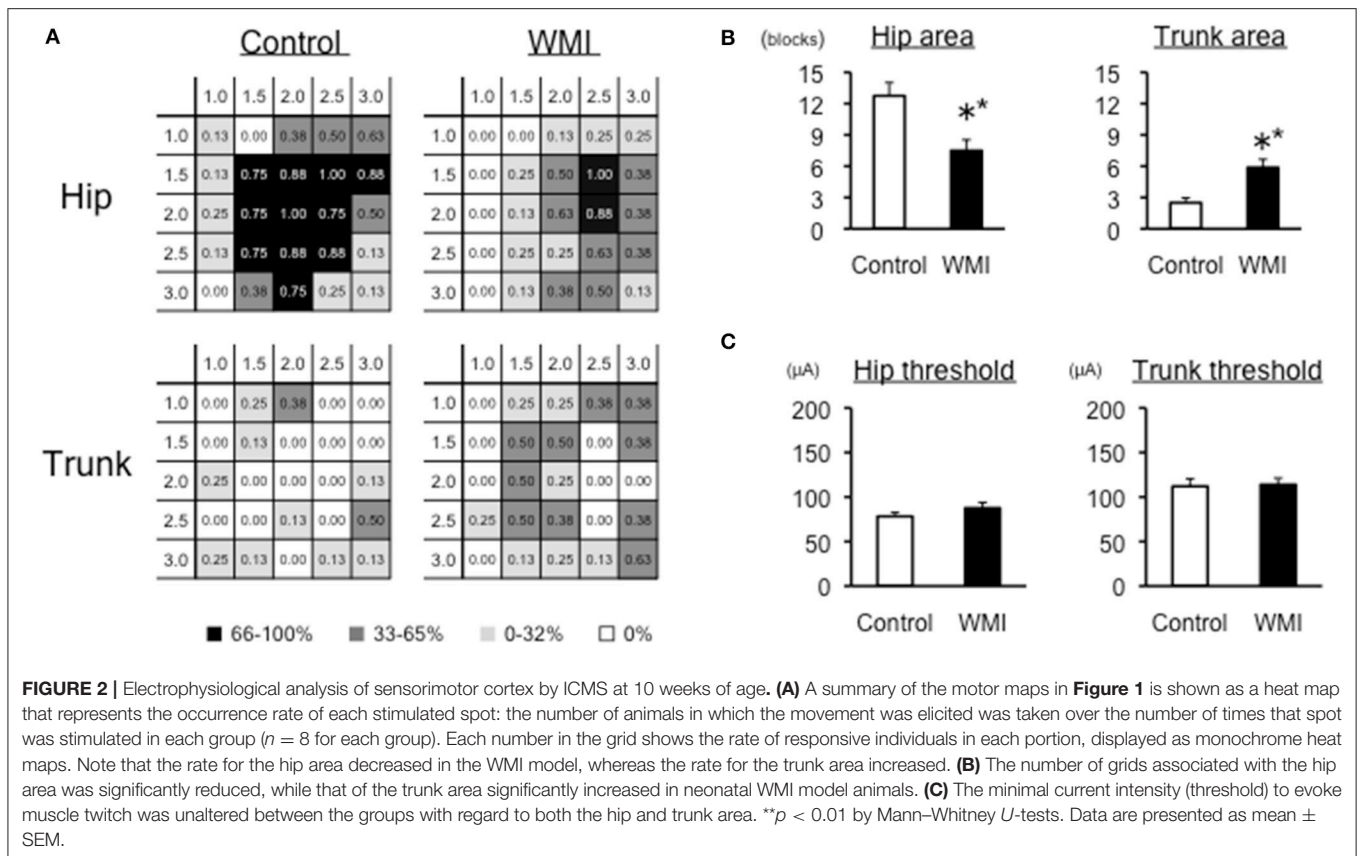 A
Control WMI
1.0 1.5 2.0 2.5 3.0 1.0 1.5 2.0 2.5 3.0
1.0 0.13 0.00 0.38 0.50 0.63 1.0 0.00 0.00 0.13 0.25 0.25
1.5 0.13 0.75 0.88 1.00 0.88 1.5 0.00 0.25 0.50 1.00 0.38
Hip
2.0 0.25 0.75 1.00 0.75 0.50 2.0 0.00 0.13 0.63 0.88 0.38
2.5 0.13 0.75 0.88 0.88 0.13 2.5 0.00 0.25 0.25 0.63 0.38
3.0 0.00 0.38 0.75 0.25 0.13 3.0 0.00 0.13 0.38 0.50 0.13
1.0 1.5 2.0 2.5 3.0 1.0 1.5 2.0 2.5 3.0
1.0 0.00 0.25 0.38 0.00 0.00 1.0 0.00 0.25 0.25 0.38 0.38
1.5 0.00 0.13 0.00 0.00 0.00 1.5 0.00 0.50 0.50 0.00 0.38
Trunk
2.0 0.25 0.00 0.00 0.00 0.13 2.0 0.00 0.50 0.25 0.00 0.00
2.5 0.00 0.00 0.13 0.00 0.50 2.5 0.25 0.50 0.38 0.00 0.38
3.0 0.25 0.13 0.00 0.13 0.13 3.0 0.00 0.13 0.25 0.13 0.63
66-100% 33-65% 0-32% 0%
B
(blocks) Hip area Trunk area
15 15
12 12
9 9
6 6
3 3
0 0
** **
Control WMI Control WMI
C
(µA) Hip threshold (µA) Trunk threshold
200 200
150 150
100 100
50 50
0 0
Control WMI Control WMI
FIGURE 2 | Electrophysiological analysis of sensorimotor cortex by ICMS at 10 weeks of age. (A) A summary of the motor maps in Figure 1 is shown as a heat map
that represents the occurrence rate of each stimulated spot: the number of animals in which the movement was elicited was taken over the number of times that spot
was stimulated in each group (n = 8 for each group). Each number in the grid shows the rate of responsive individuals in each portion, displayed as monochrome heat
maps. Note that the rate for the hip area decreased in the WMI model, whereas the rate for the trunk area increased. (B) The number of grids associated with the hip
area was significantly reduced, while that of the trunk area significantly increased in neonatal WMI model animals. (C) The minimal current intensity (threshold) to evoke
muscle twitch was unaltered between the groups with regard to both the hip and trunk area. **p < 0.01 by Mann–Whitney U-tests. Data are presented as mean ±
SEM.